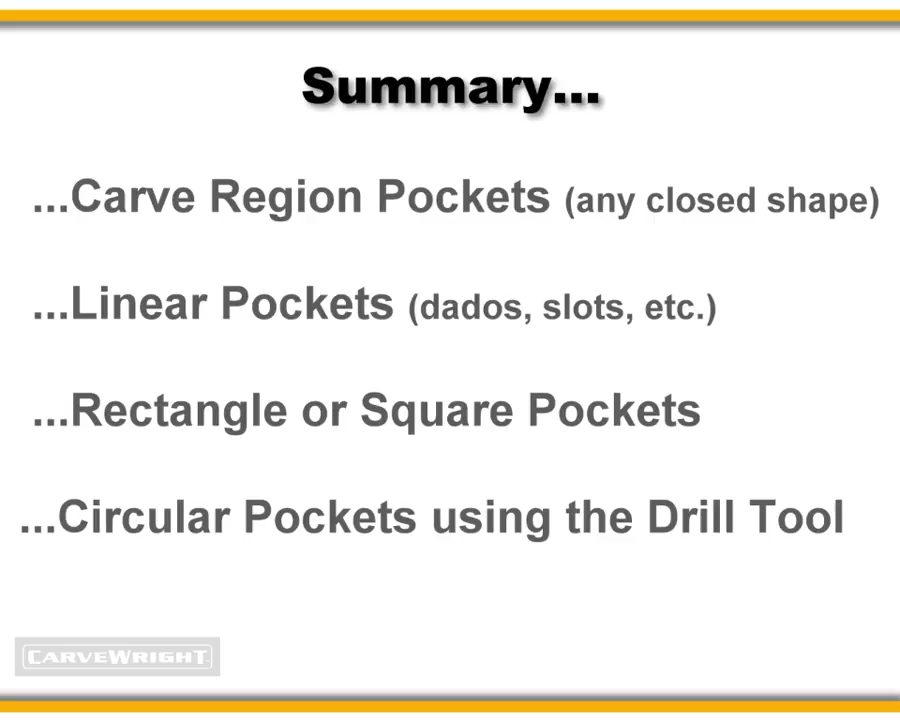 Summary...
...Carve Region Pockets (any closed shape)
...Linear Pockets (dados, slots, etc.)
...Rectangle or Square Pockets
...Circular Pockets using the Drill Tool
CARVEWRIGHT